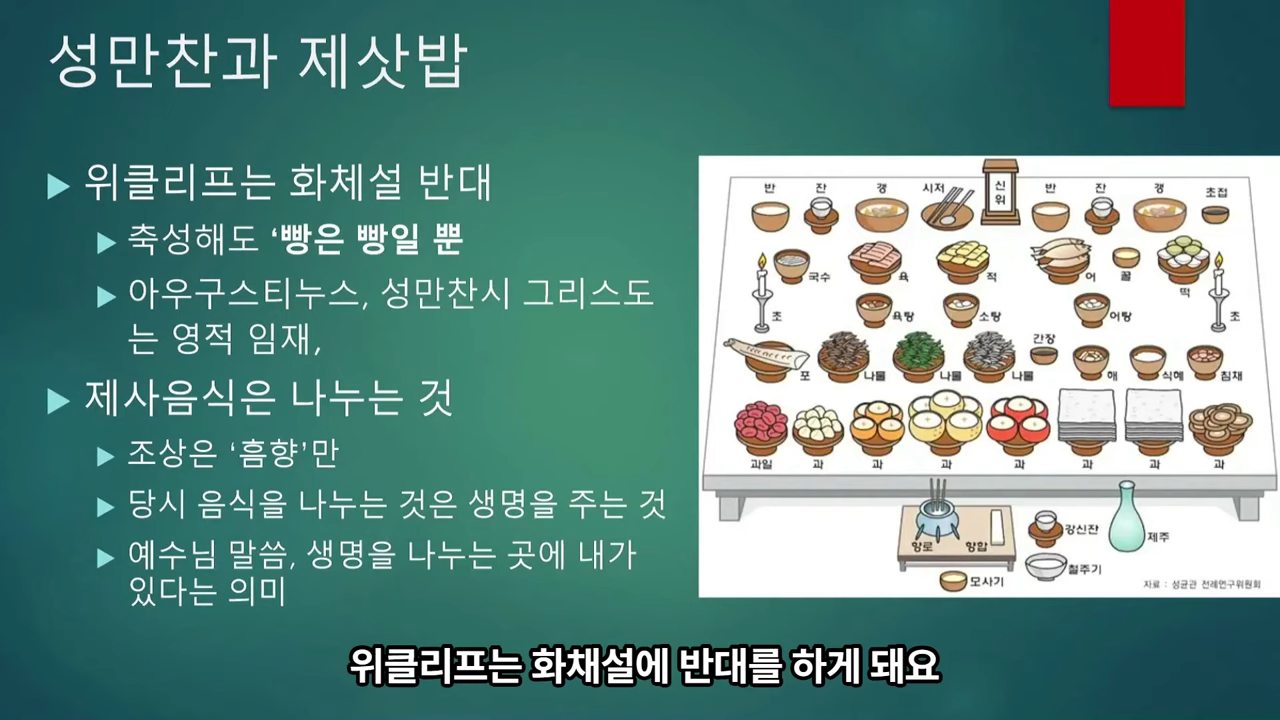 성만찬과 제삿밥
위클리프는 화체설 반대
축성해도 ‘빵은 빵일 뿐
아우구스티누스, 성만찬시 그리스도
는 영적 임재,
제사음식은 나누는 것
조상은 ‘흠향’만
당시 음식을 나누는 것은 생명을 주는 것
예수님 말씀, 생명을 나누는 곳에 내가
있다는 의미
반 잔 갱 시저 신위 반 잔 갱 초접
국수 육 적 어 꿀 떡
초 육탕 소탕 어탕 초
포 나물 나물 나물 간장 해 식혜 침채
과일 과 과 과 과 과 과 과
향로 향합 강신잔 제주
모사기 퇴주기
자료 : 성균관 전례연구위원회
위클리프는 화채설에 반대를 하게 돼요